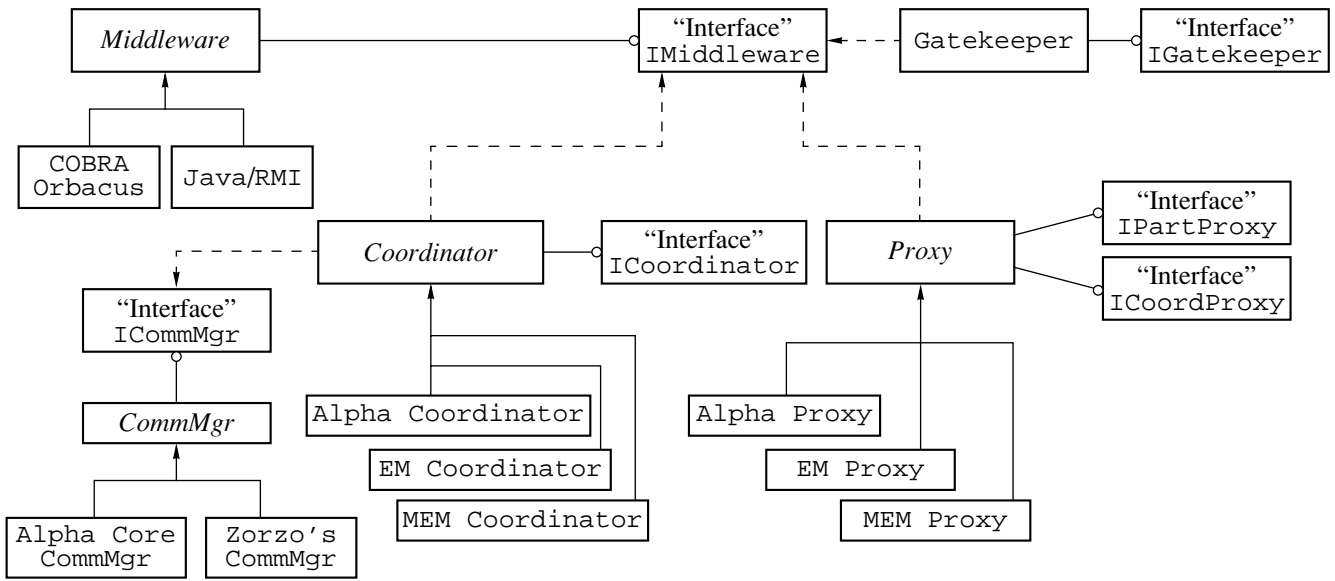 Middleware
“Interface”
IMiddleware
Gatekeeper
“Interface”
IGatekeeper
COBRA
Orbacus
Java/RMI
Coordinator
“Interface”
ICoordinator
Proxy
“Interface”
IPartProxy
“Interface”
ICoordProxy
“Interface”
ICommMgr
CommMgr
Alpha Coordinator
EM Coordinator
MEM Coordinator
Alpha Proxy
EM Proxy
MEM Proxy
Alpha Core
CommMgr
Zorzo's
CommMgr